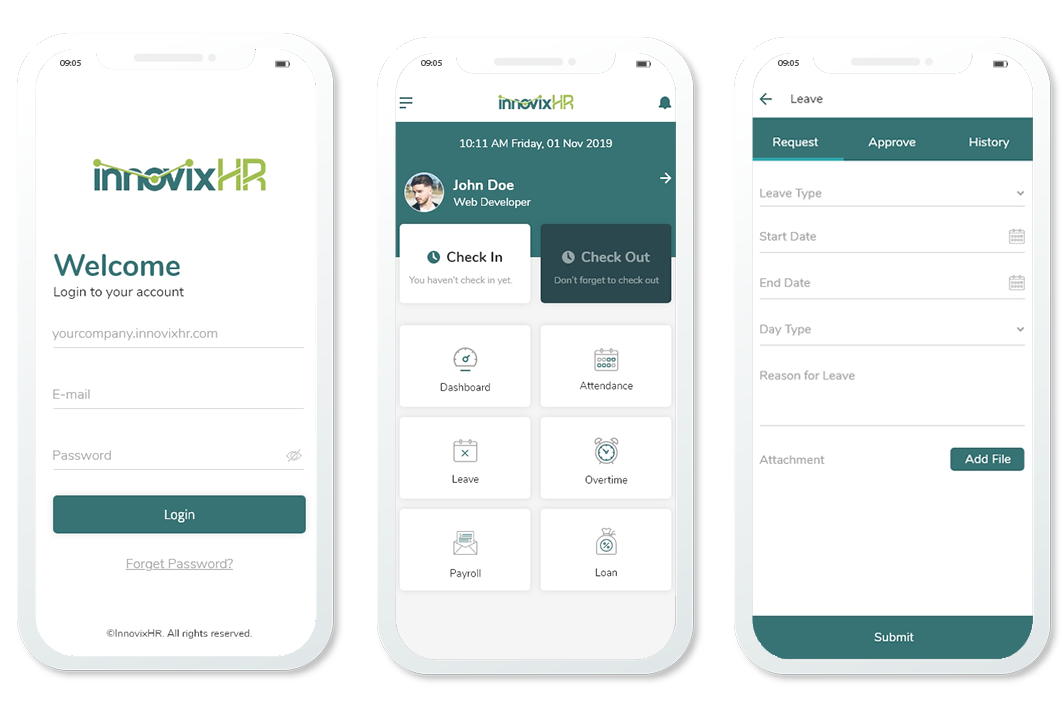 09:05
innovixHR
Welcome
Login to your account
yourcompany.innovixhr.com
E-mail
Password
Login
Forget Password?
©InnovixHR. All rights reserved.
09:05
innovixHR
10:11 AM Friday, 01 Nov 2019
John Doe
Web Developer
Check In
You haven't check in yet.
Check Out
Don't forget to check out
Dashboard
Attendance
Leave
Overtime
Payroll
Loan
09:05
Leave
Request Approve History
Leave Type
Start Date
End Date
Day Type
Reason for Leave
Attachment Add File
Submit